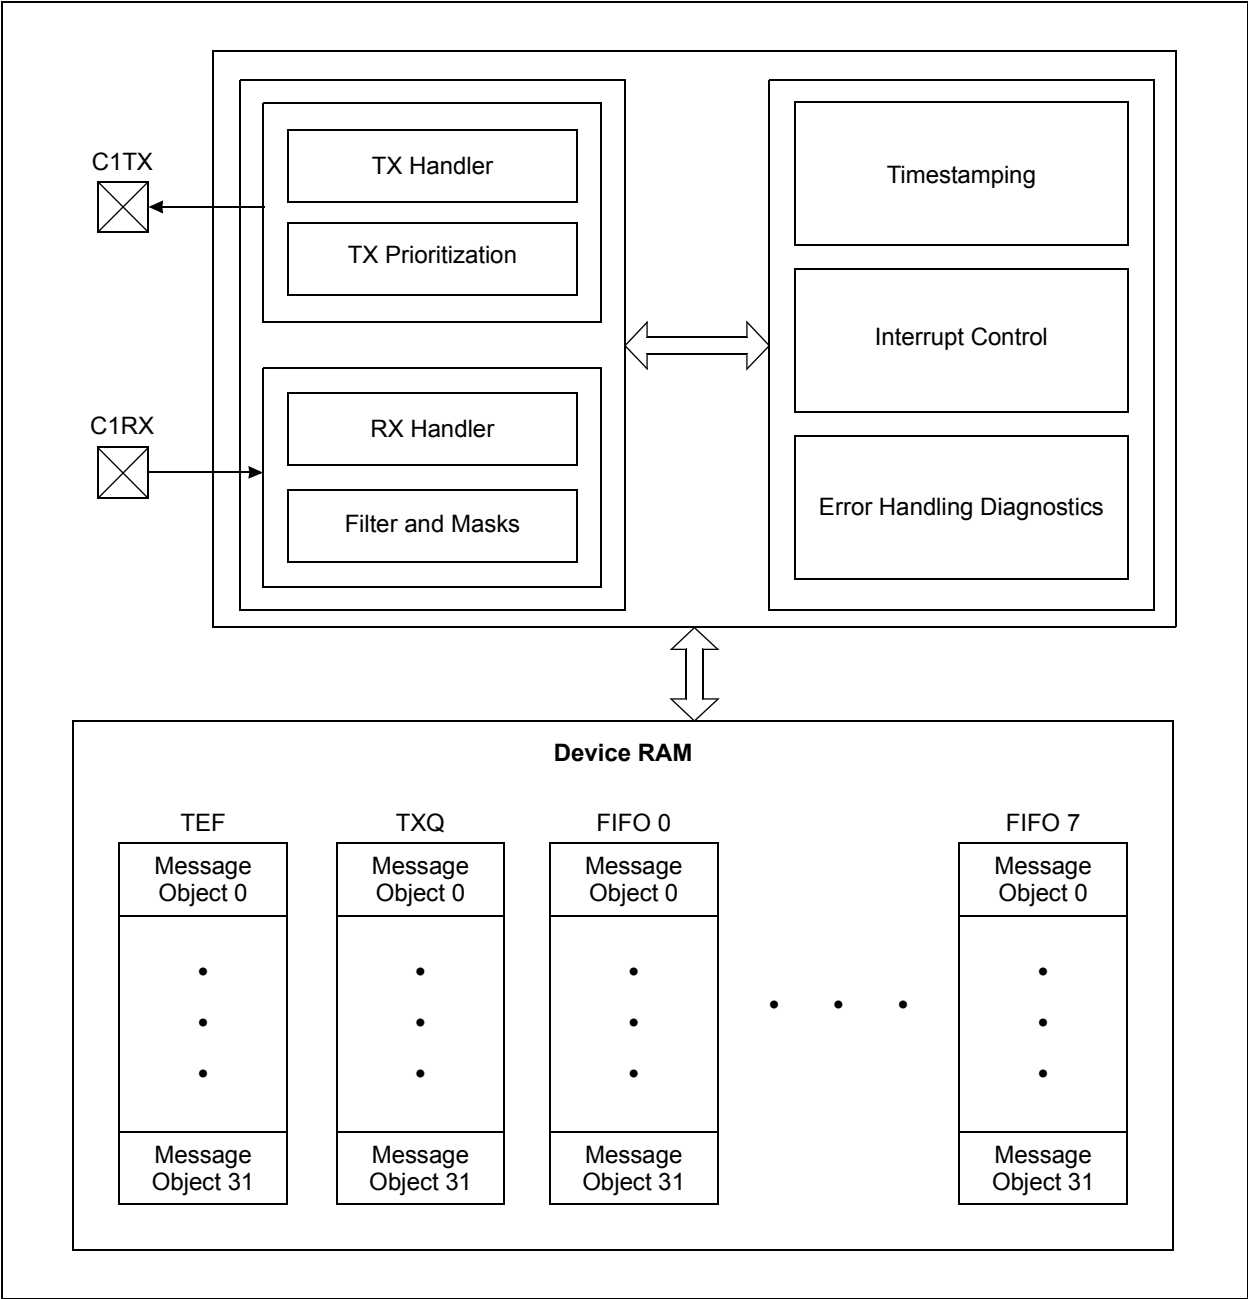 C1TX
TX Handler
TX Prioritization
C1RX
RX Handler
Filter and Masks
Timestamping
Interrupt Control
Error Handling Diagnostics
Device RAM
TEF
Message
Object 0
Message
Object 31
TXQ
Message
Object 0
Message
Object 31
FIFO 0
Message
Object 0
Message
Object 31
FIFO 7
Message
Object 0
Message
Object 31